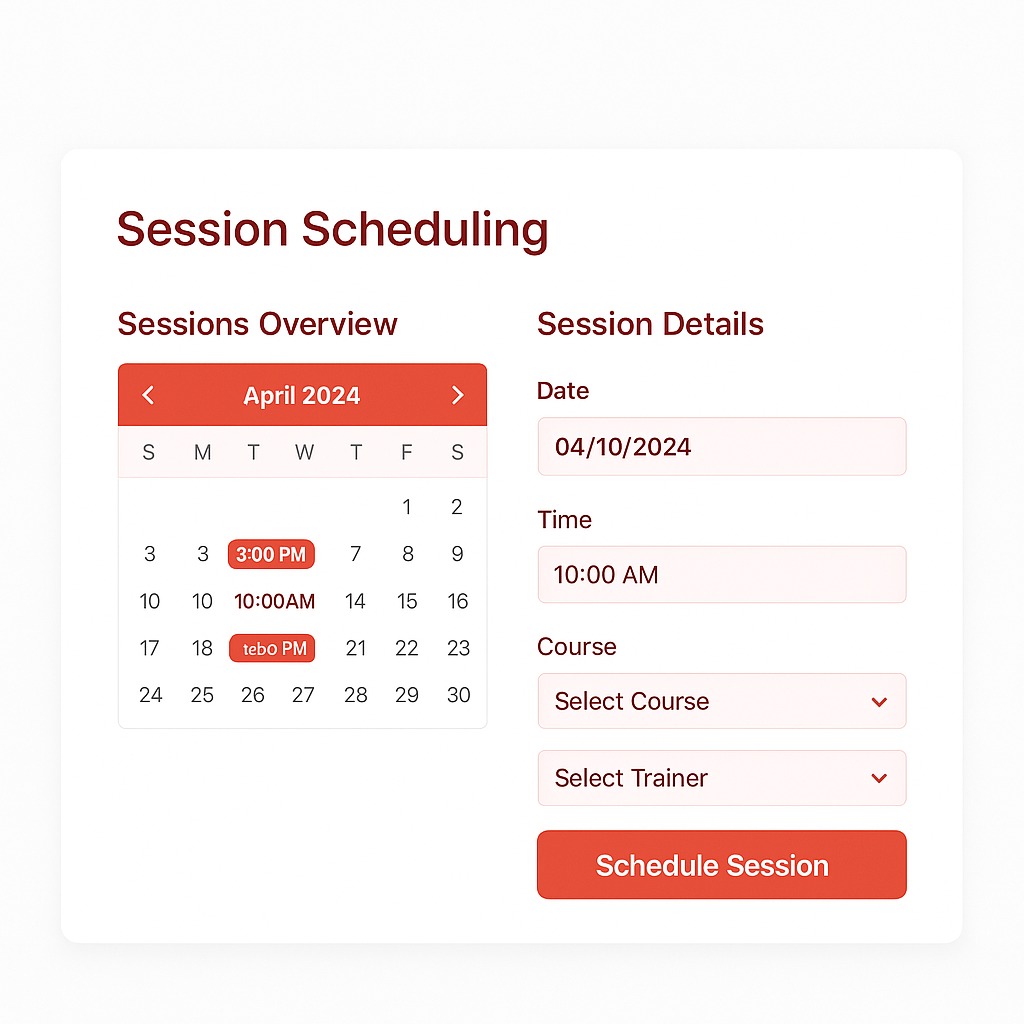 Session Scheduling
Sessions Overview
April 2024
S M T W T F S
1 2
3 3 3:00 PM 7 8 9
10 10 10:00AM 14 15 16
17 18 tebo PM 21 22 23
24 25 26 27 28 29 30
Session Details
Date
04/10/2024
Time
10:00 AM
Course
Select Course
Select Trainer
Schedule Session